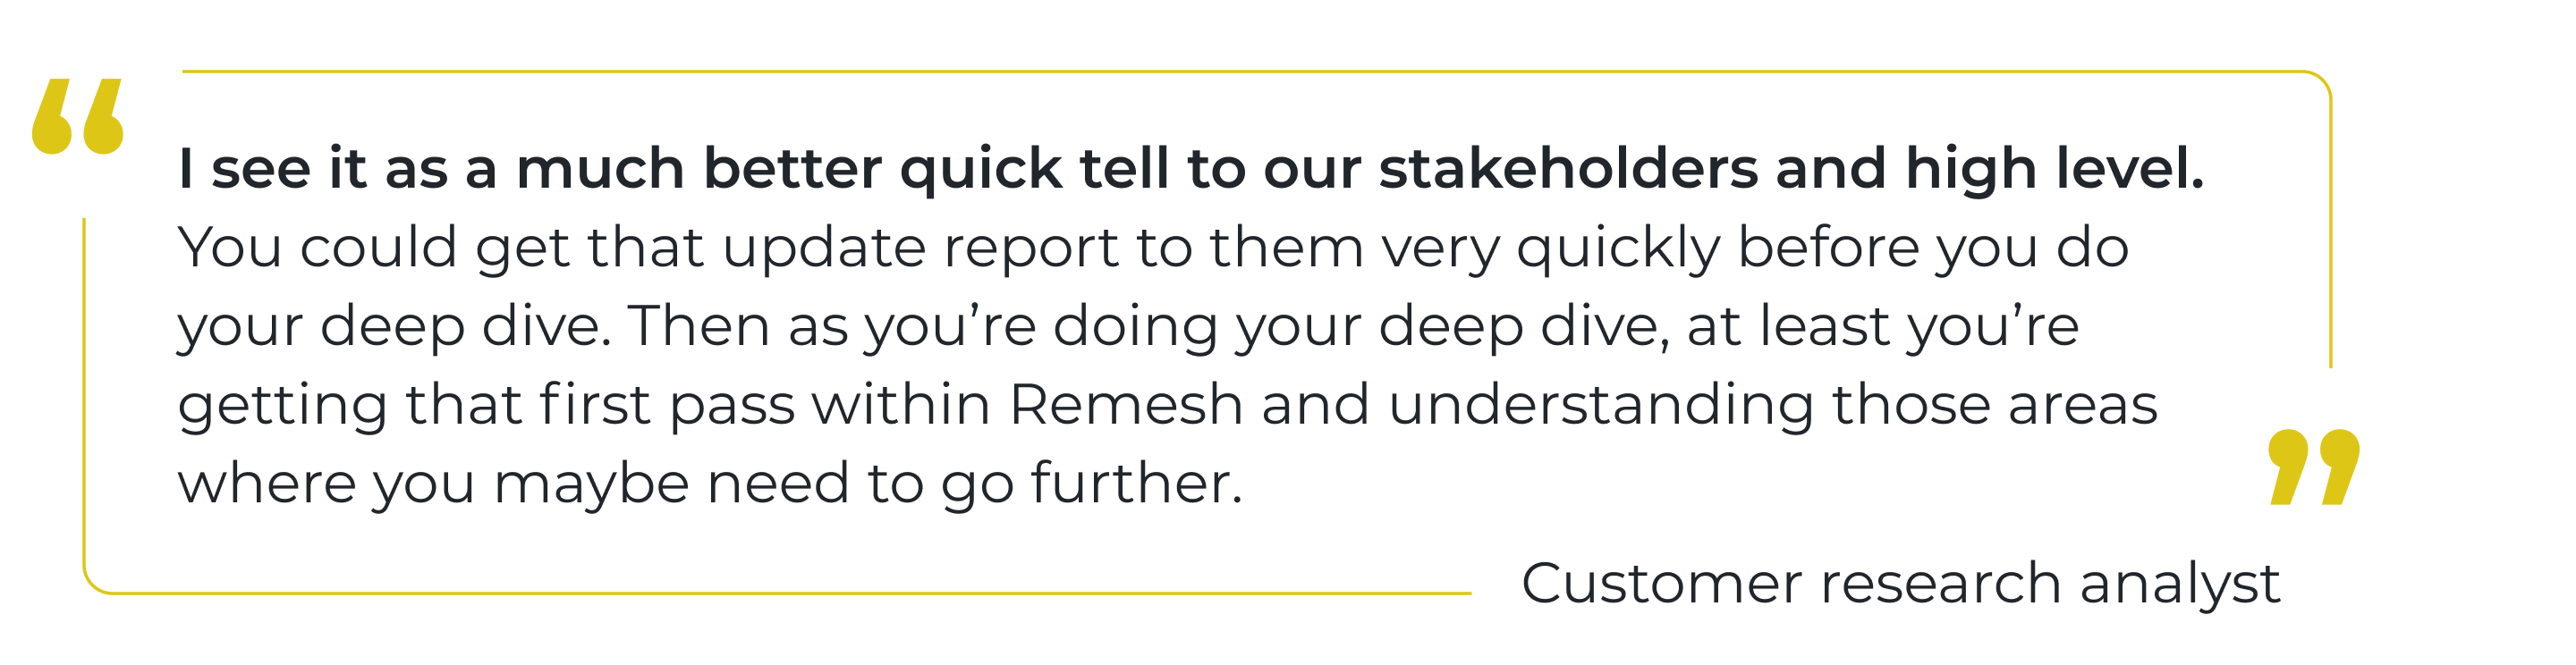 “
I see it as a much better quick tell to our stakeholders and high level.
You could get that update report to them very quickly before you do
your deep dive. Then as you’re doing your deep dive, at least you’re
getting that first pass within Remesh and understanding those areas
where you maybe need to go further.
”
Customer research analyst